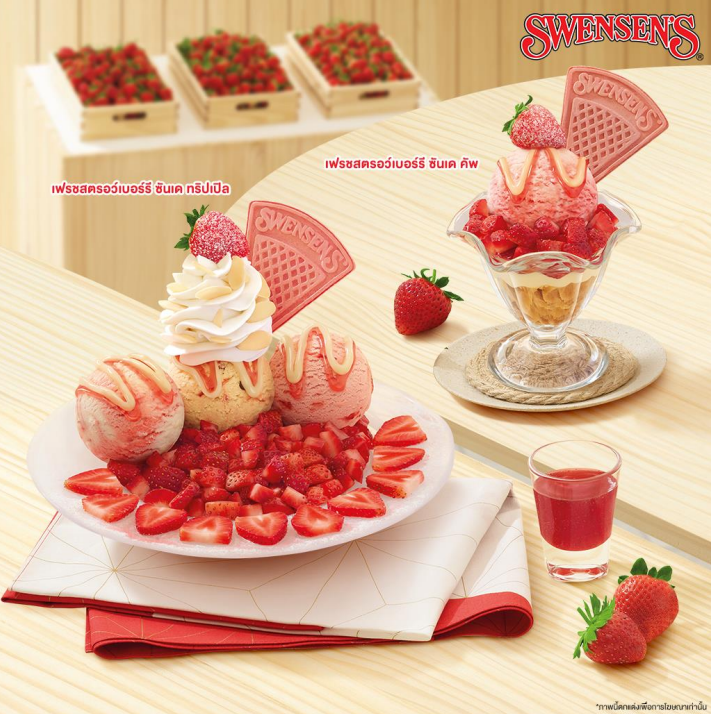 SWENSEN'S®
เฟรชสตรอว์เบอร์รี ซันเด คัพ
SWENSEN'S
เฟรชสตรอว์เบอร์รี ซันเด ทริปเปิล
SWENSEN'S
*ภาพนี้ตกแต่งเพื่อการโฆษณาเท่านั้น